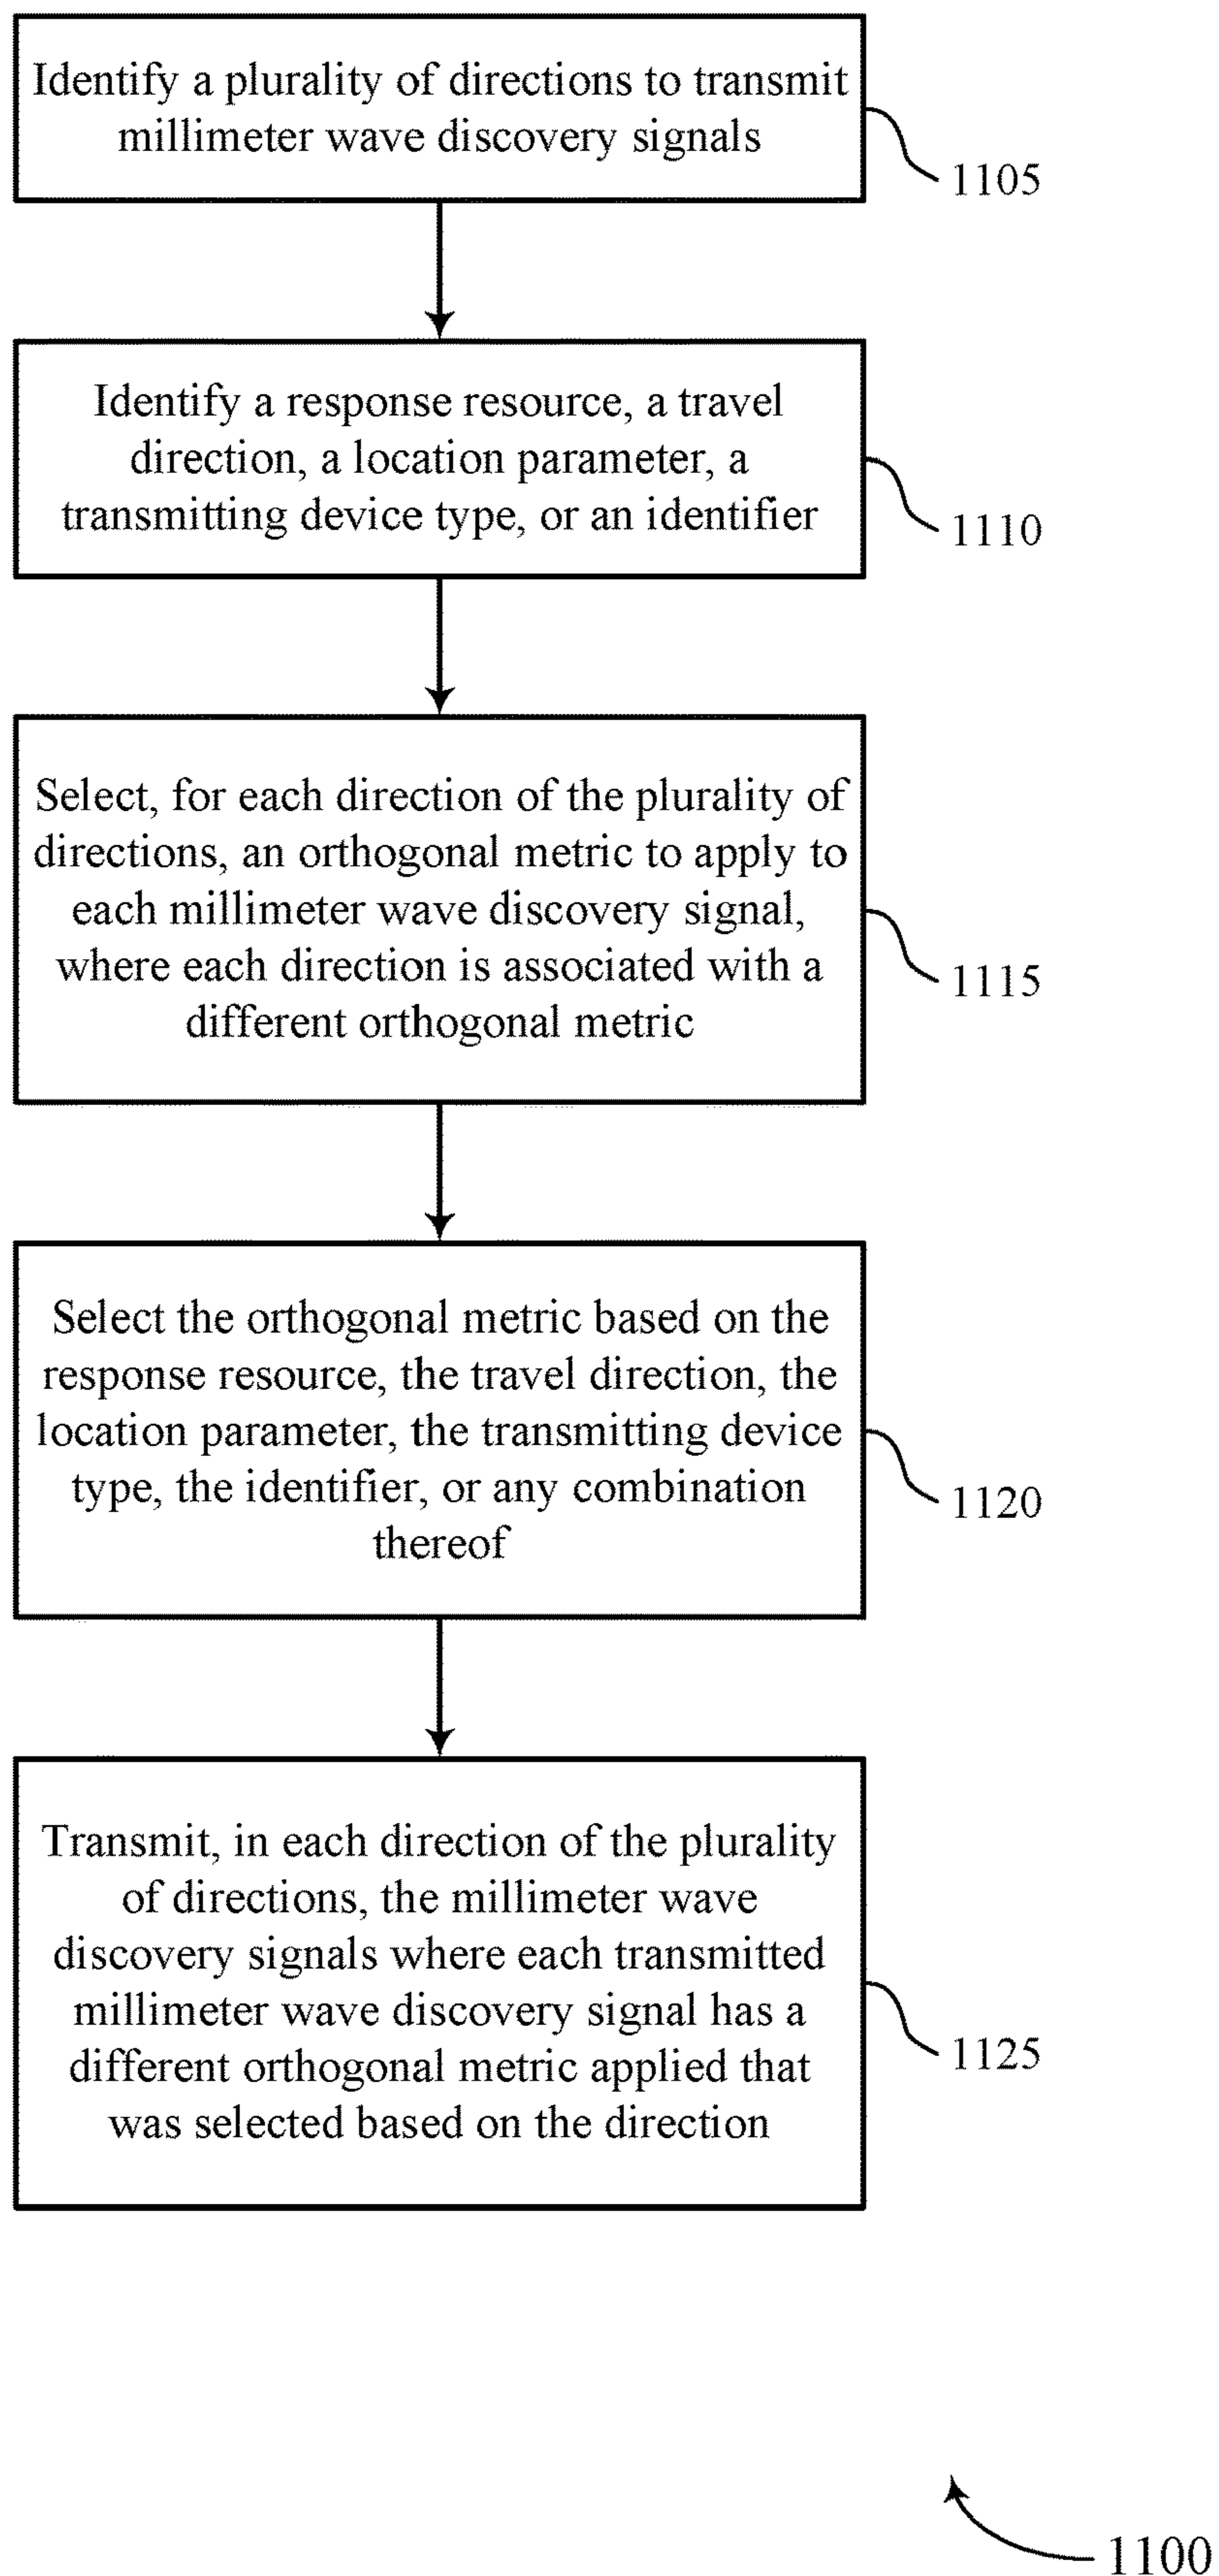 Identify a plurality of directions to transmit
millimeter wave discovery signals
1105
Identify a response resource, a travel
direction, a location parameter, a
transmitting device type, or an identifier
1110
Select, for each direction of the plurality of
directions, an orthogonal metric to apply to
each millimeter wave discovery signal,
where each direction is associated with a
different orthogonal metric
1115
Select the orthogonal metric based on the
response resource, the travel direction, the
location parameter, the transmitting device
type, the identifier, or any combination
thereof
1120
Transmit, in each direction of the plurality
of directions, the millimeter wave
discovery signals where each transmitted
millimeter wave discovery signal has a
different orthogonal metric applied that
was selected based on the direction
1125
1100